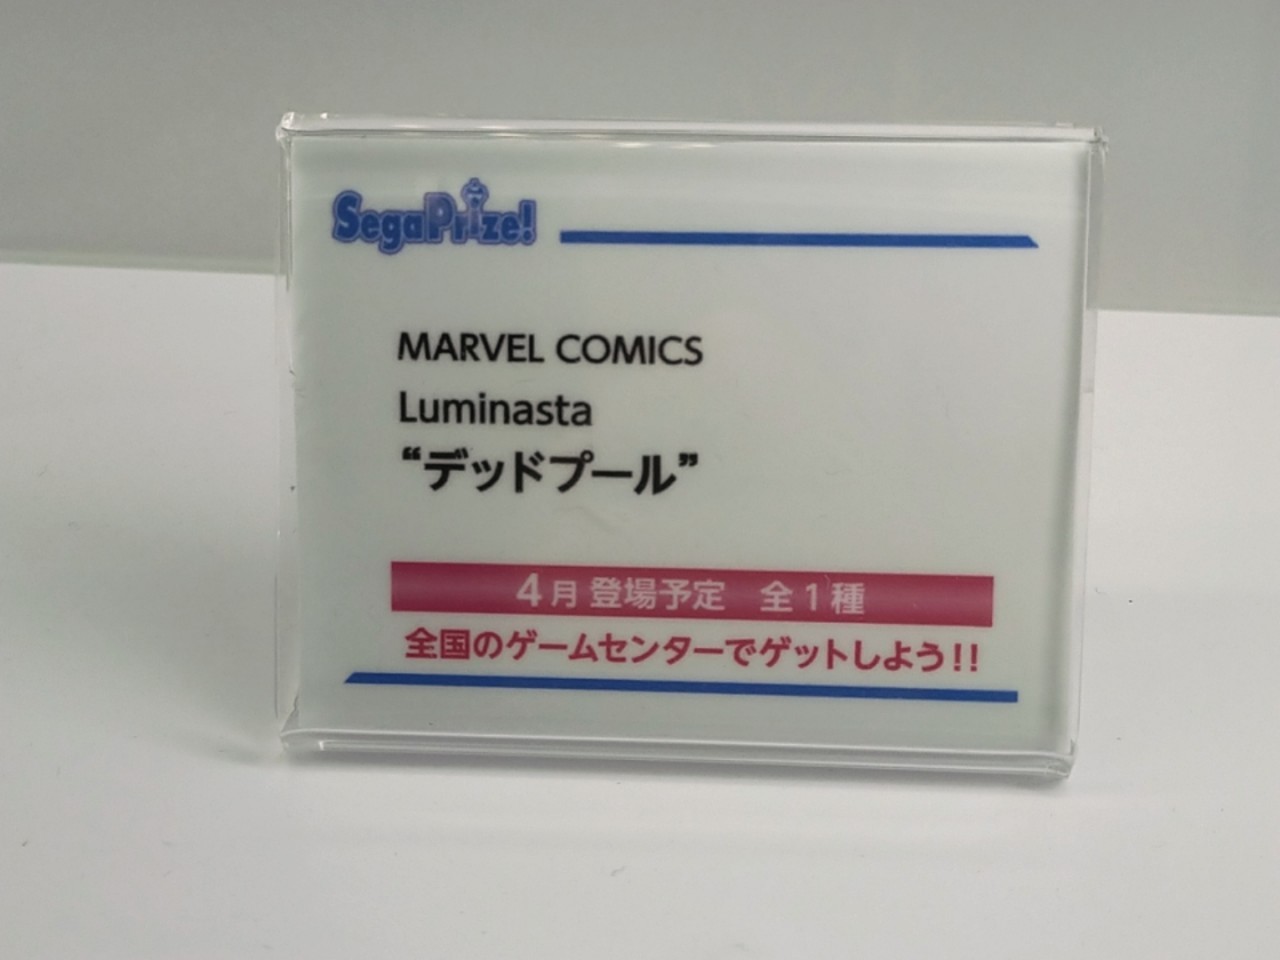 SegaPrize!
MARVEL COMICS
Luminasta
“デッドプール”
4月 登場予定　全1種
全国のゲームセンターでゲットしよう!!